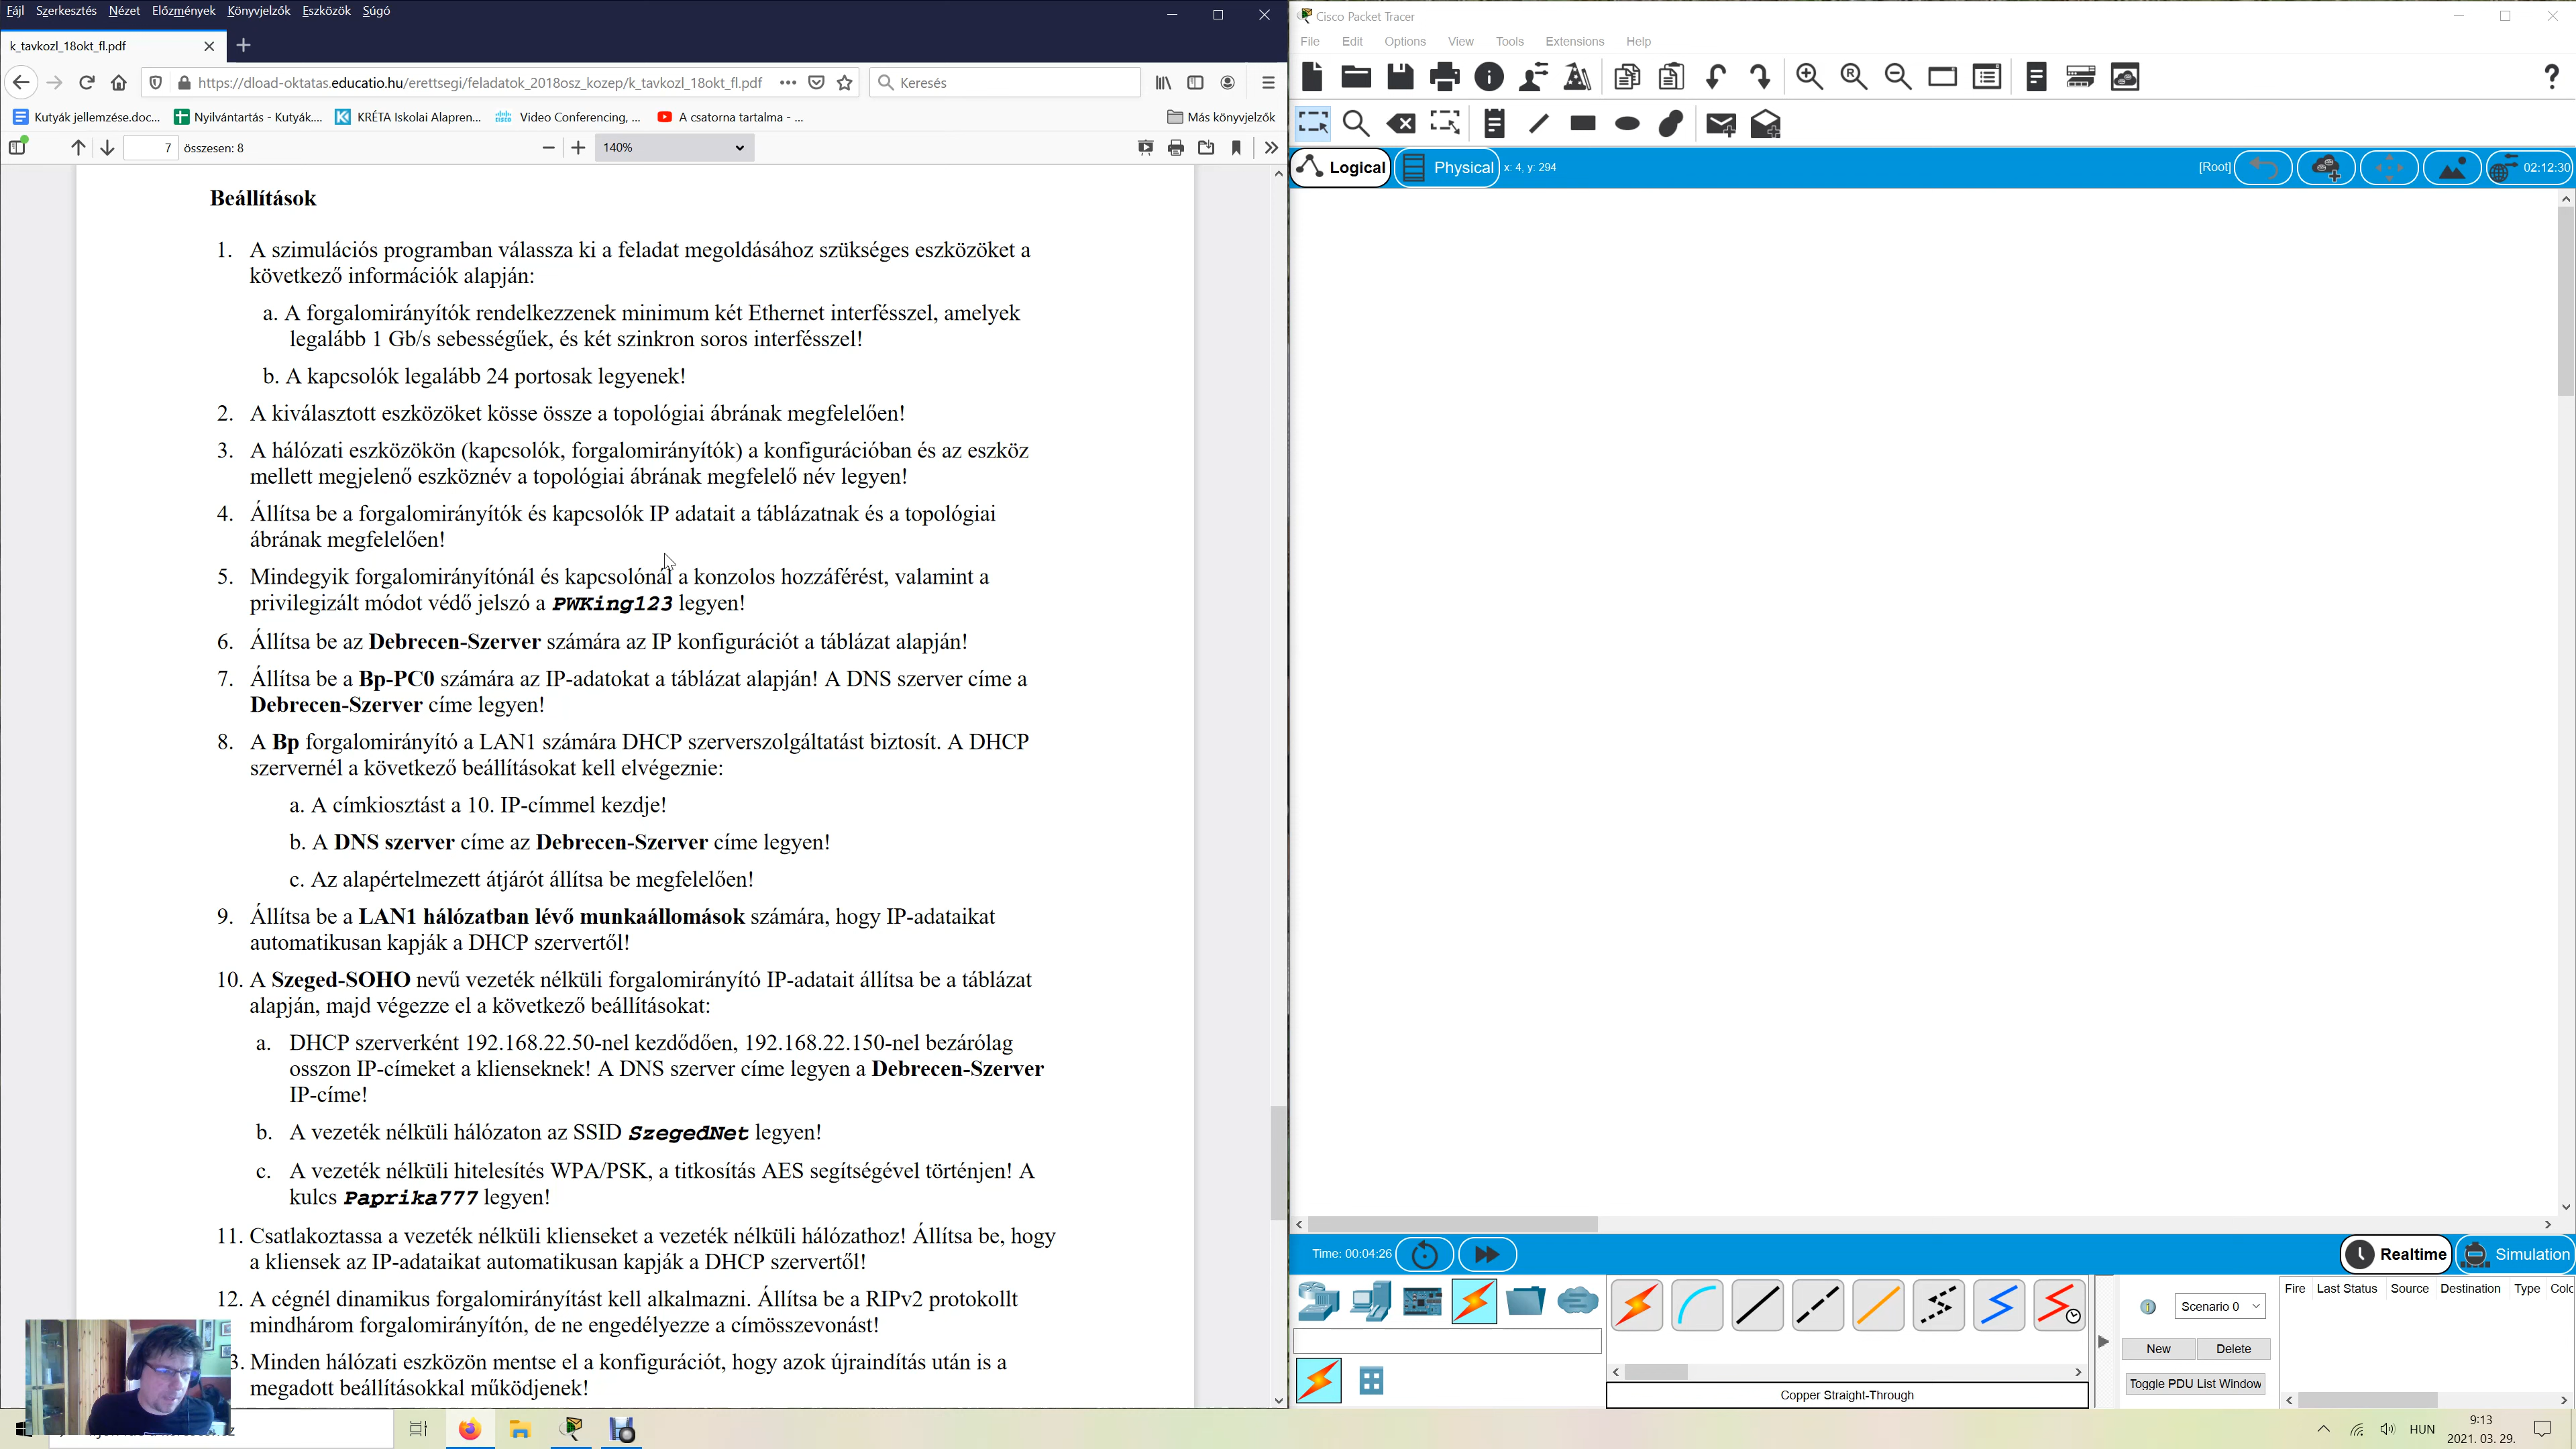 Fájl Szerkesztés Nézet Előzmények Könyvjelzők Eszközök Súgó
k_tavkozl_18okt_fl.pdf
https://dload-oktatas.educatio.hu/erettsegi/feladatok_2018osz_kozep/k_tavkozl_18okt_fl.pdf
Keresés
Kutyák jellemzése.doc...
Nyilvántartás - Kutyák....
KRÉTA Iskolai Alapren...
Video Conferencing, ...
A csatorna tartalma - ...
Más könyvjelzők
7 összesen: 8
140%
Beállítások
1. A szimulációs programban válassza ki a feladat megoldásához szükséges eszközöket a
következő információk alapján:
a. A forgalomirányítók rendelkezzenek minimum két Ethernet interfésszel, amelyek
legalább 1 Gb/s sebességűek, és két szinkron soros interfésszel!
b. A kapcsolók legalább 24 portosak legyenek!
2. A kiválasztott eszközöket kösse össze a topológiai ábrának megfelelően!
3. A hálózati eszközökön (kapcsolók, forgalomirányítók) a konfigurációban és az eszköz
mellett megjelenő eszköznév a topológiai ábrának megfelelő név legyen!
4. Állítsa be a forgalomirányítók és kapcsolók IP adatait a táblázatnak és a topológiai
ábrának megfelelően!
5. Mindegyik forgalomirányítónál és kapcsolónál a konzolos hozzáférést, valamint a
privilegizált módot védő jelszó a PWKing123 legyen!
6. Állítsa be az Debrecen-Szerver számára az IP konfigurációt a táblázat alapján!
7. Állítsa be a Bp-PC0 számára az IP-adatokat a táblázat alapján! A DNS szerver címe a
Debrecen-Szerver címe legyen!
8. A Bp forgalomirányító a LAN1 számára DHCP szerverszolgáltatást biztosít. A DHCP
szervernél a következő beállításokat kell elvégeznie:
a. A címkiosztást a 10. IP-címmel kezdje!
b. A DNS szerver címe az Debrecen-Szerver címe legyen!
c. Az alapértelmezett átjárót állítsa be megfelelően!
9. Állítsa be a LAN1 hálózatban lévő munkaállomások számára, hogy IP-adataikat
automatikusan kapják a DHCP szervertől!
10. A Szeged-SOHO nevű vezeték nélküli forgalomirányító IP-adatait állítsa be a táblázat
alapján, majd végezze el a következő beállításokat:
a. DHCP szerverként 192.168.22.50-nel kezdődően, 192.168.22.150-nel bezárólag
osszon IP-címeket a klienseknek! A DNS szerver címe legyen a Debrecen-Szerver
IP-címe!
b. A vezeték nélküli hálózaton az SSID SzegedNet legyen!
c. A vezeték nélküli hitelesítés WPA/PSK, a titkosítás AES segítségével történjen! A
kulcs Paprika777 legyen!
11. Csatlakoztassa a vezeték nélküli klienseket a vezeték nélküli hálózathoz! Állítsa be, hogy
a kliensek az IP-adataikat automatikusan kapják a DHCP szervertől!
12. A cégnél dinamikus forgalomirányítást kell alkalmazni. Állítsa be a RIPv2 protokollt
mindhárom forgalomirányítón, de ne engedélyezze a címösszevonást!
3. Minden hálózati eszközön mentse el a konfigurációt, hogy azok újraindítás után is a
megadott beállításokkal működjenek!
Cisco Packet Tracer
File Edit Options View Tools Extensions Help
Logical Physical x: 4, y: 294
[Root] 02:12:30
Time: 00:04:26
Realtime Simulation
Scenario 0
New Delete
Toggle PDU List Window
Fire Last Status Source Destination Type Colc
Copper Straight-Through
HUN
9:13
2021. 03. 29.